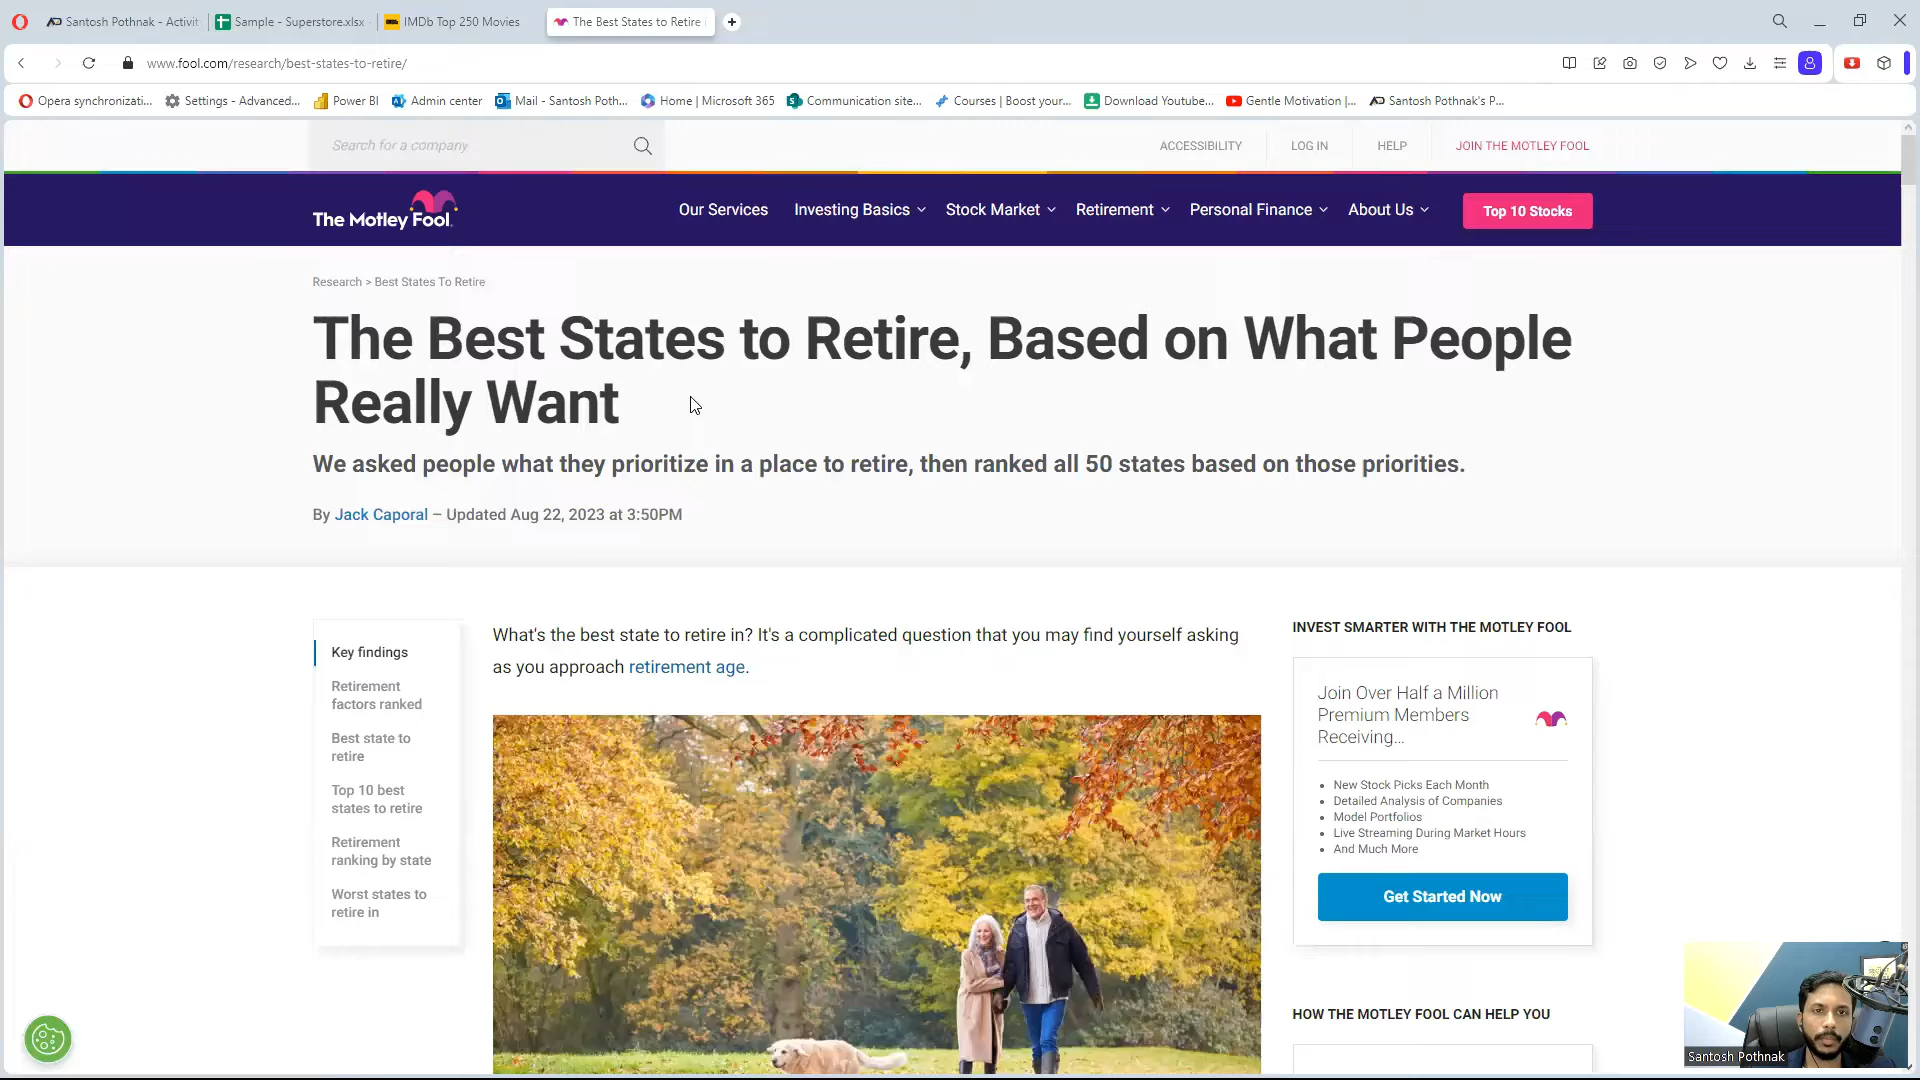 Santosh Pothnak - Activit
Sample - Superstore.xlsx
IMDb Top 250 Movies
The Best States to Retire
www.fool.com/research/best-states-to-retire/
Opera synchronizati...
Settings - Advanced...
Power BI
Admin center
Mail - Santosh Poth...
Home | Microsoft 365
Communication site...
Courses | Boost your...
Download Youtube...
Gentle Motivation |...
Santosh Pothnak's P...
Search for a company
ACCESSIBILITY
LOG IN
HELP
JOIN THE MOTLEY FOOL
The Motley Fool
Our Services
Investing Basics
Stock Market
Retirement
Personal Finance
About Us
Top 10 Stocks
Research > Best States To Retire
The Best States to Retire, Based on What People
Really Want
We asked people what they prioritize in a place to retire, then ranked all 50 states based on those priorities.
By Jack Caporal – Updated Aug 22, 2023 at 3:50PM
Key findings
Retirement
factors ranked
Best state to
retire
Top 10 best
states to retire
Retirement
ranking by state
Worst states to
retire in
What's the best state to retire in? It's a complicated question that you may find yourself asking
as you approach retirement age.
INVEST SMARTER WITH THE MOTLEY FOOL
Join Over Half a Million
Premium Members
Receiving...
New Stock Picks Each Month
Detailed Analysis of Companies
Model Portfolios
Live Streaming During Market Hours
And Much More
Get Started Now
HOW THE MOTLEY FOOL CAN HELP YOU
Santosh Pothnak